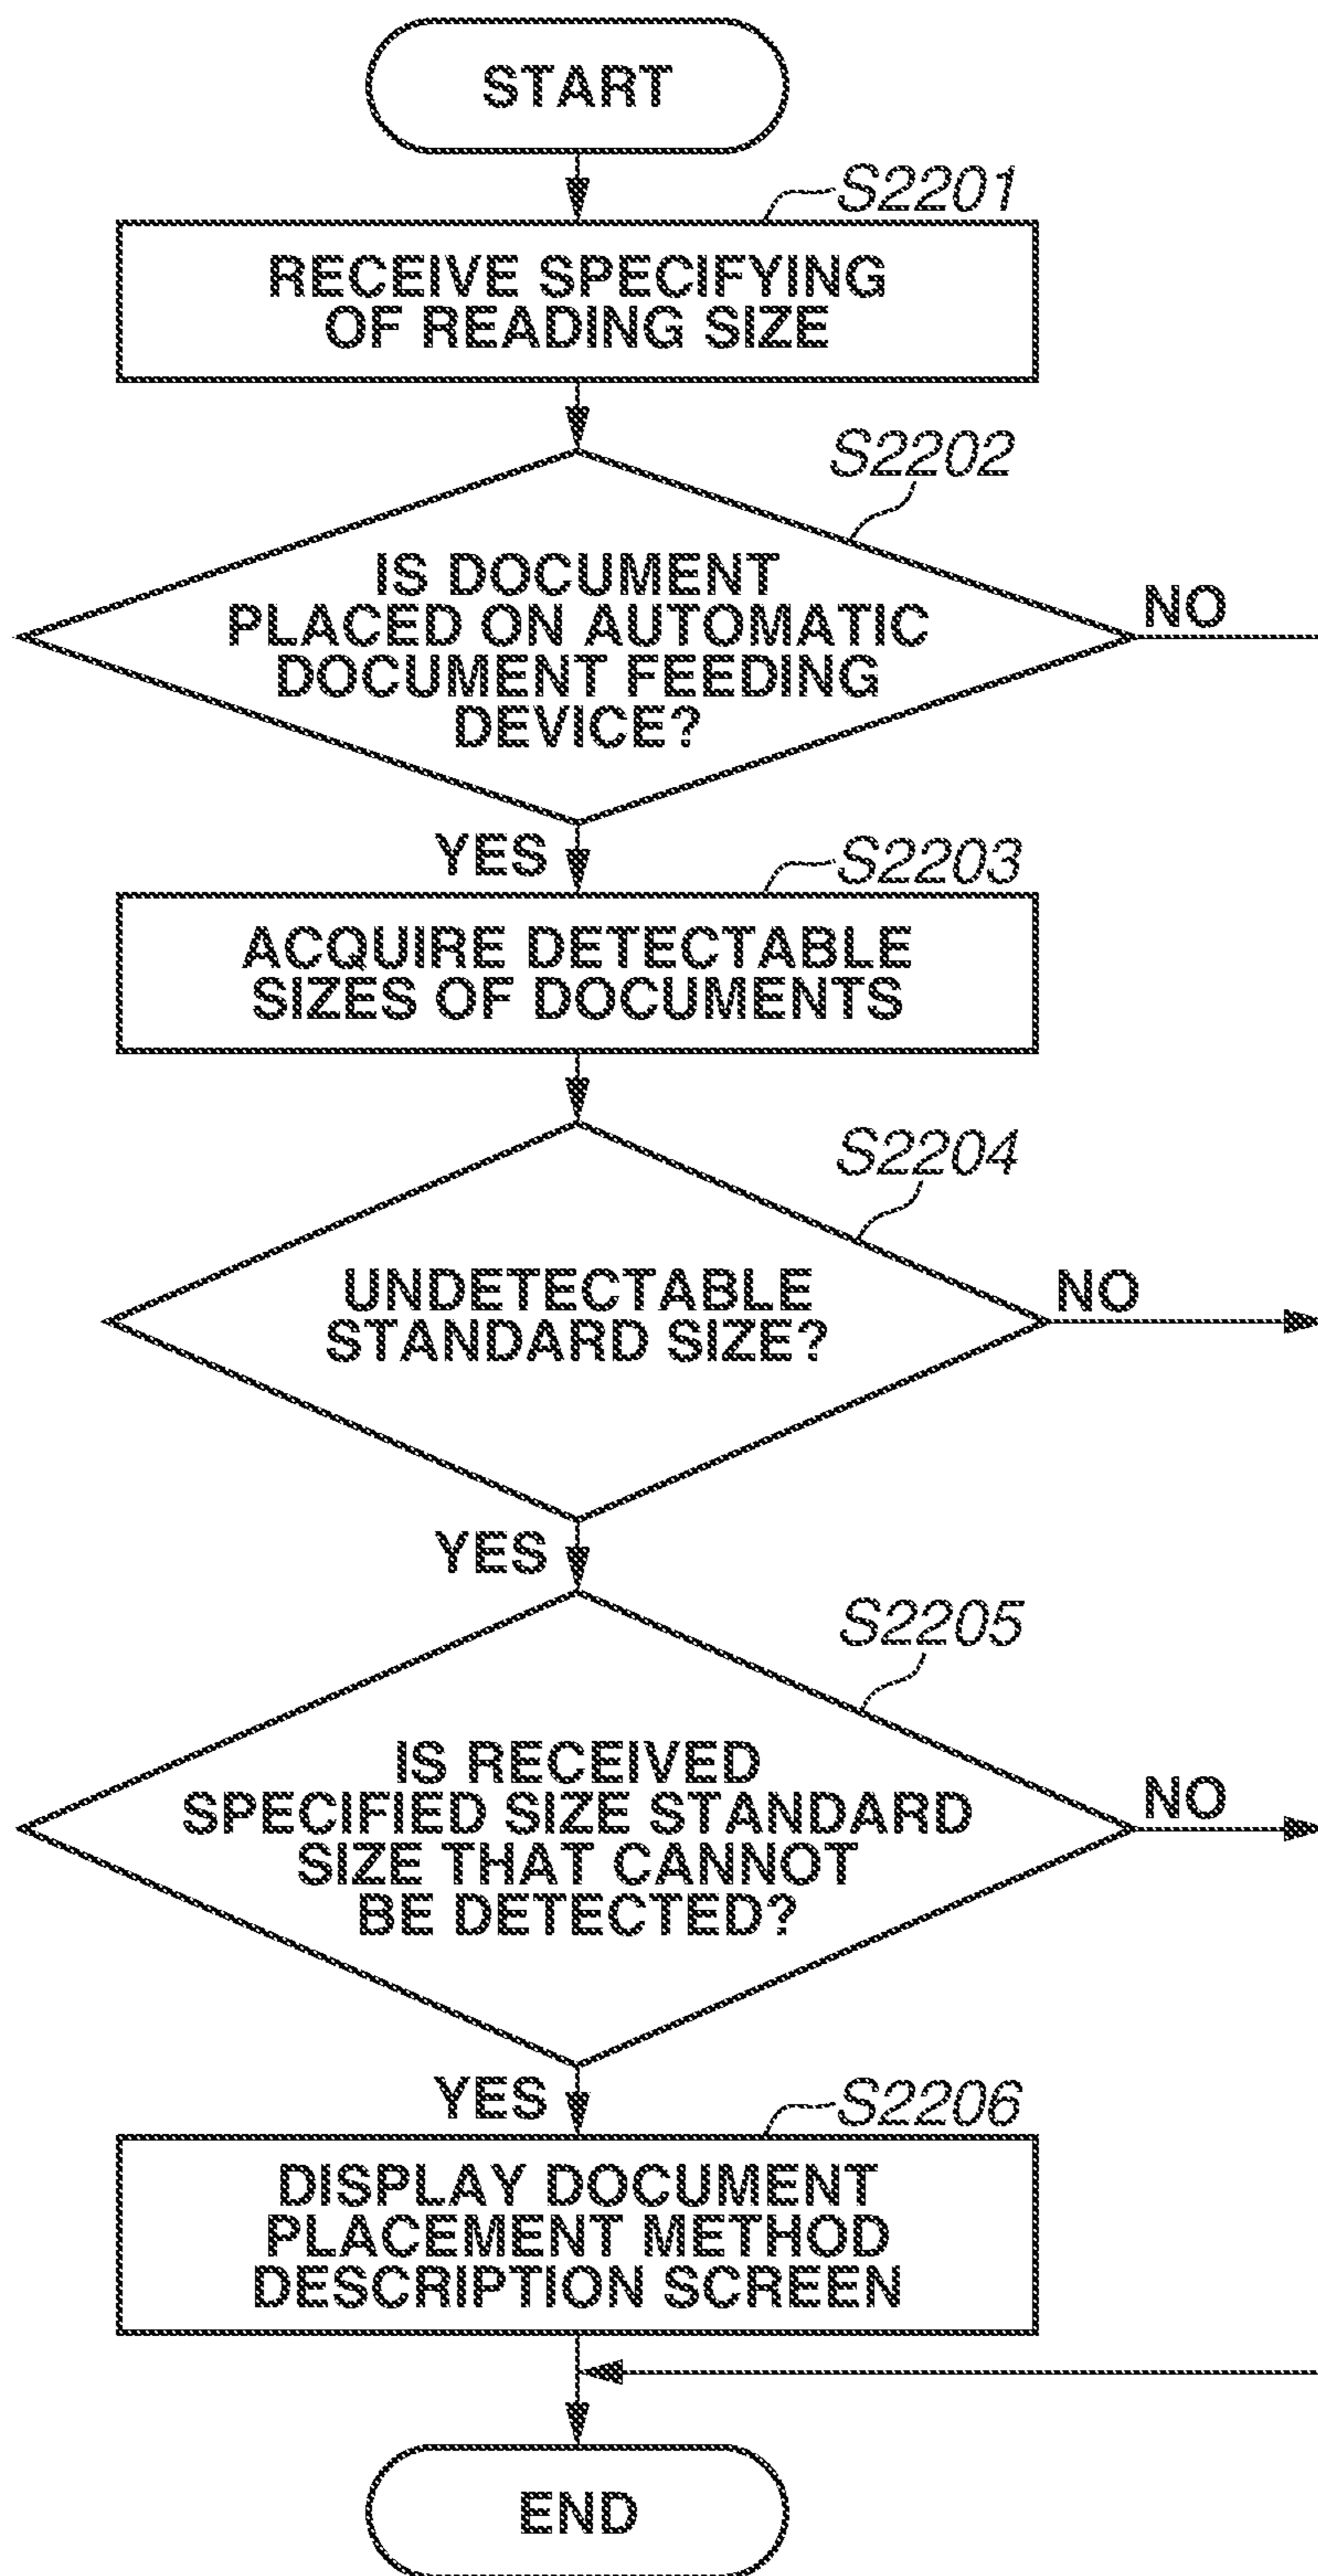 START
S2201
RECEIVE SPECIFYING
OF READING SIZE
S2202
IS DOCUMENT
PLACED ON AUTOMATIC
DOCUMENT FEEDING
DEVICE?
NO
YES
S2203
ACQUIRE DETECTABLE
SIZES OF DOCUMENTS
S2204
UNDETECTABLE
STANDARD SIZE?
NO
YES
S2205
IS RECEIVED
SPECIFIED SIZE STANDARD
SIZE THAT CANNOT
BE DETECTED?
NO
YES
S2206
DISPLAY DOCUMENT
PLACEMENT METHOD
DESCRIPTION SCREEN
END